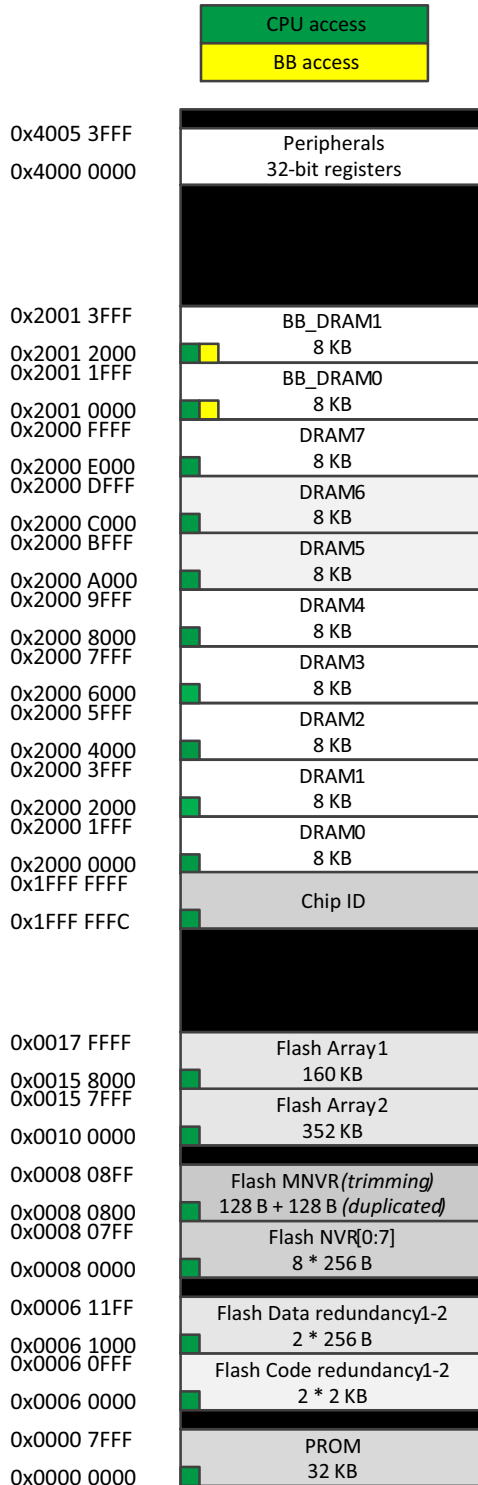 CPU access
BB access
0x4005 3FFF
Peripherals
0x4000 0000
32-bit registers
0x2001 3FFF
BB_DRAM1
8 KB
0x2001 2000
0x2001 1FFF
BB_DRAM0
8 KB
0x2001 0000
0x2000 FFFF
DRAM7
8 KB
0x2000 E000
0x2000 DFFF
DRAM6
8 KB
0x2000 C000
0x2000 BFFF
DRAM5
8 KB
0x2000 A000
0x2000 9FFF
DRAM4
8 KB
0x2000 8000
0x2000 7FFF
DRAM3
8 KB
0x2000 6000
0x2000 5FFF
DRAM2
8 KB
0x2000 4000
0x2000 3FFF
DRAM1
8 KB
0x2000 2000
0x2000 1FFF
DRAM0
8 KB
0x2000 0000
0x1FFF FFFF
Chip ID
0x1FFF FFFC
0x0017 FFFF
Flash Array1
160 KB
0x0015 8000
0x0015 7FFF
Flash Array2
352 KB
0x0010 0000
0x0008 08FF
Flash MNVR (trimming)
128 B + 128 B (duplicated)
0x0008 0800
0x0008 07FF
Flash NVR[0:7]
8 * 256 B
0x0008 0000
0x0006 11FF
Flash Data redundancy1-2
2 * 256 B
0x0006 1000
0x0006 0FFF
Flash Code redundancy1-2
2 * 2 KB
0x0006 0000
0x0000 7FFF
PROM
32 KB
0x0000 0000